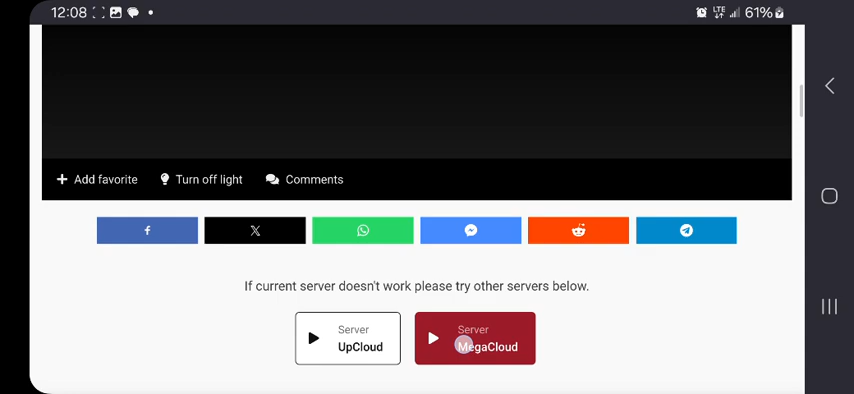 12:08
LTE
61%
Add favorite
Turn off light
Comments
If current server doesn't work please try other servers below.
Server
UpCloud
Server
MegaCloud